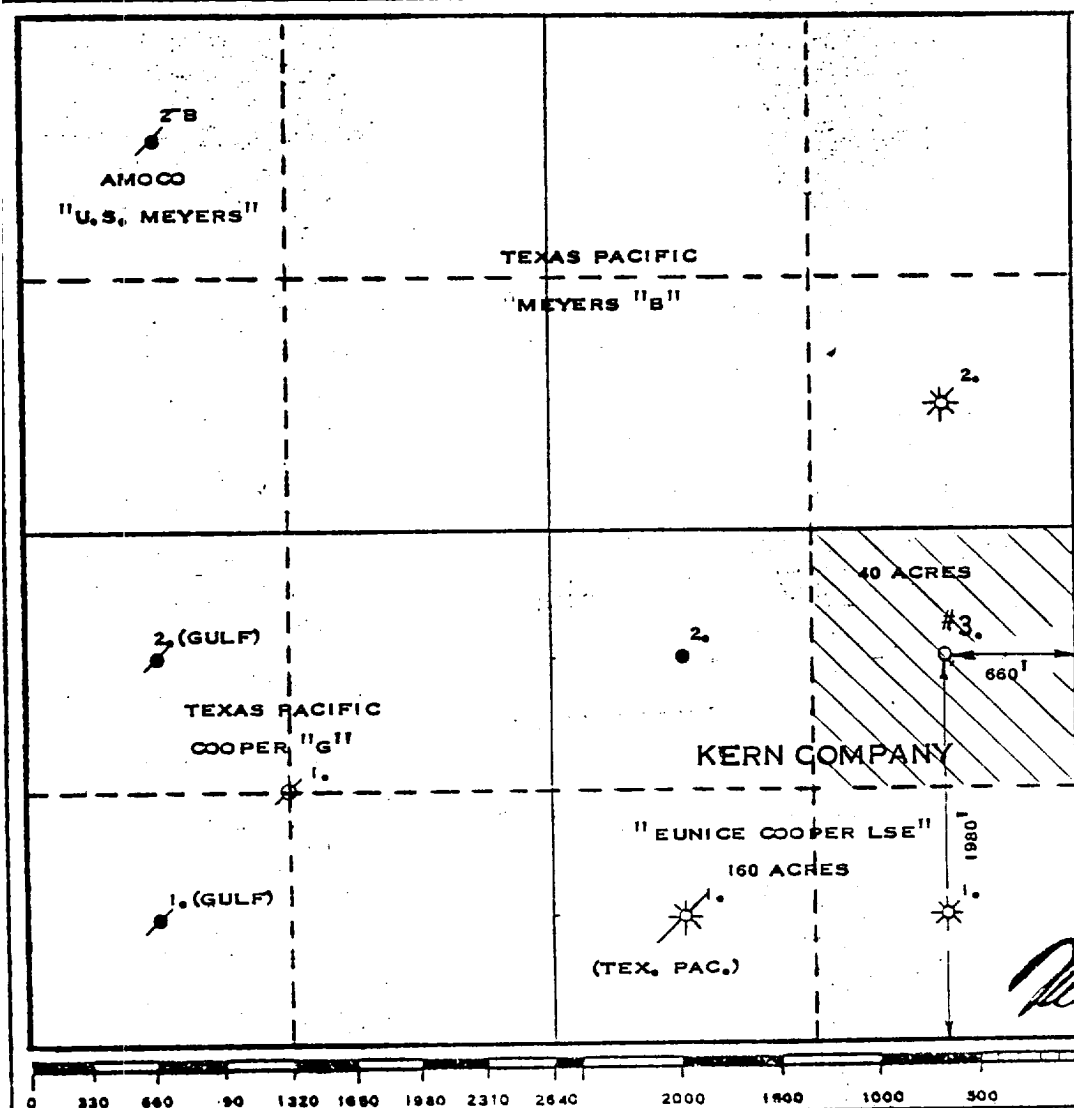 2-B
AMOCO
"U.S. MEYERS"
TEXAS PACIFIC
MEYERS "B"
2.
40 ACRES
#3.
2. (GULF)
2.
660'
TEXAS PACIFIC
COOPER "G"
1.
KERN COMPANY
"EUNICE COOPER LSE"
160 ACRES
1980'
1. (GULF)
1.
1.
(TEX. PAC.)
0 330 660 90 1320 1650 1980 2310 2640 2000 1500 1000 500